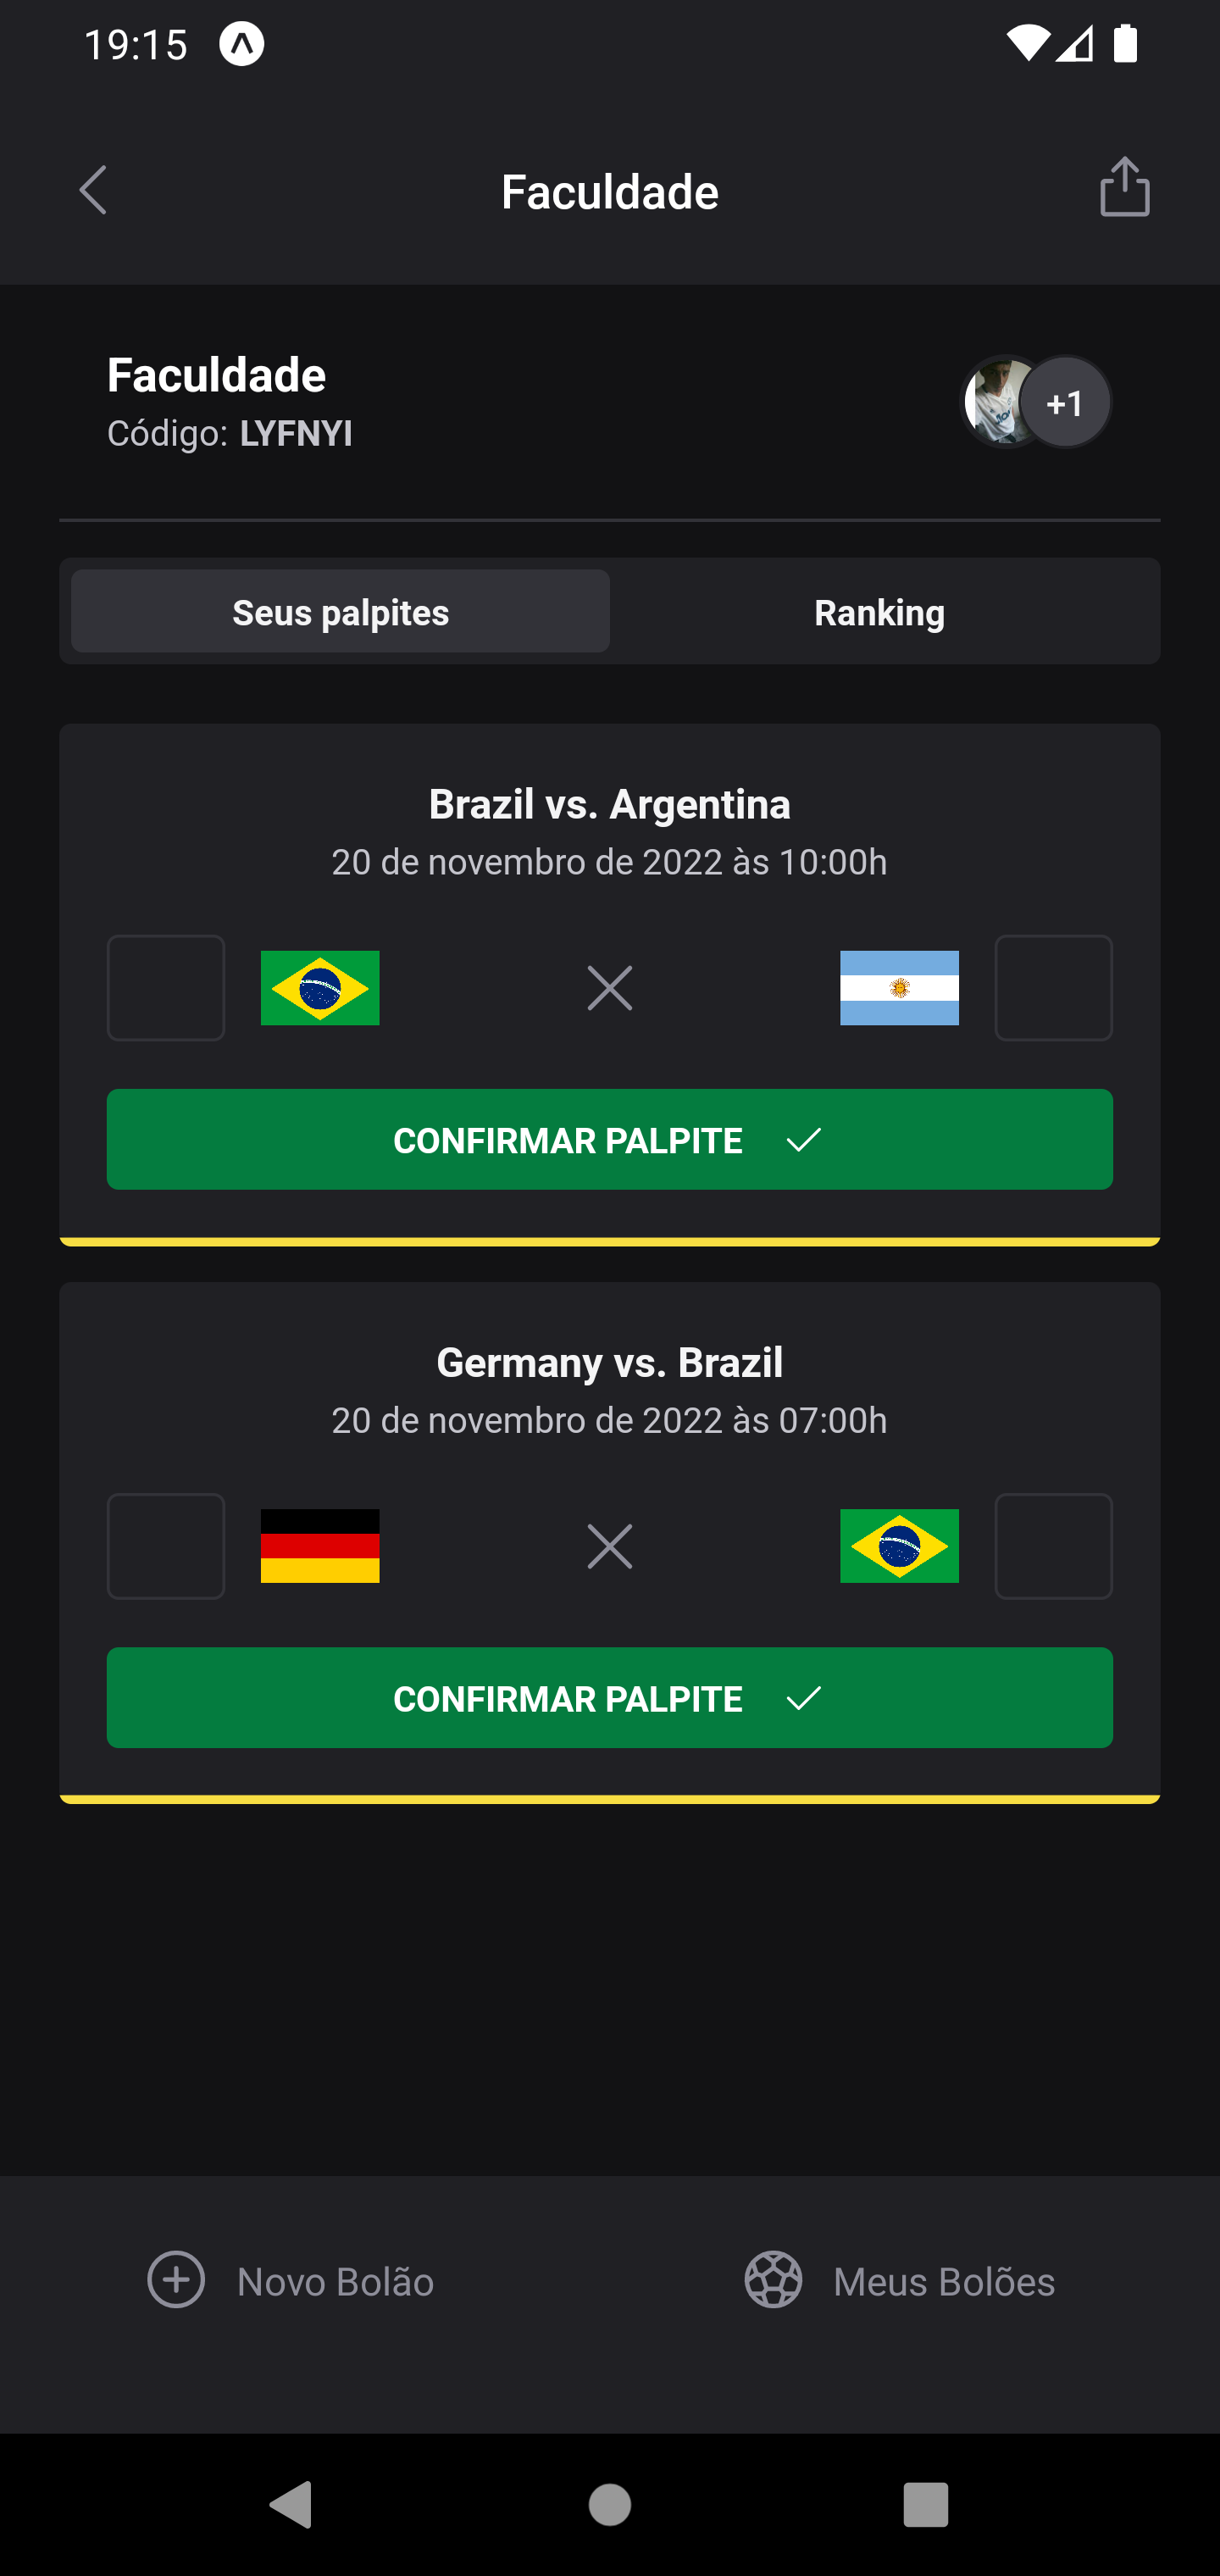 19:15
Faculdade
Faculdade
Código: LYFNYI
+1
Seus palpites
Ranking
Brazil vs. Argentina
20 de novembro de 2022 às 10:00h
CONFIRMAR PALPITE
Germany vs. Brazil
20 de novembro de 2022 às 07:00h
CONFIRMAR PALPITE
Novo Bolão
Meus Bolões